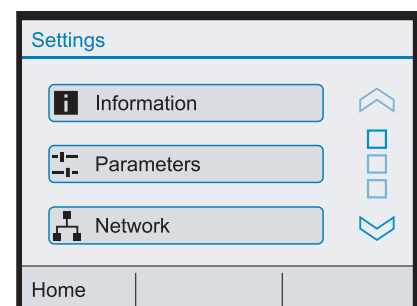 Settings
Information
Parameters
Network
Home